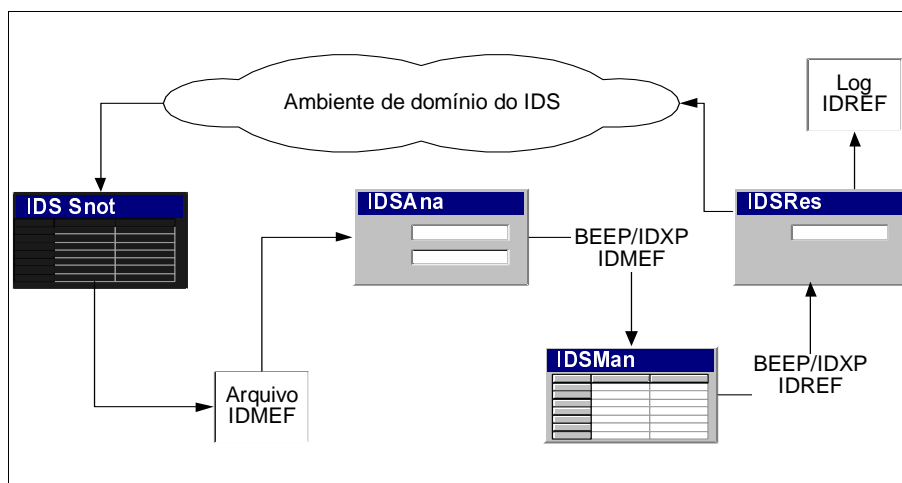 Ambiente de domínio do IDS
Log
IDREF
IDS Snot
IDSAna
IDSRes
BEEP/IDXP
IDMEF
IDSMan
BEEP/IDXP
IDREF
Arquivo
IDMEF